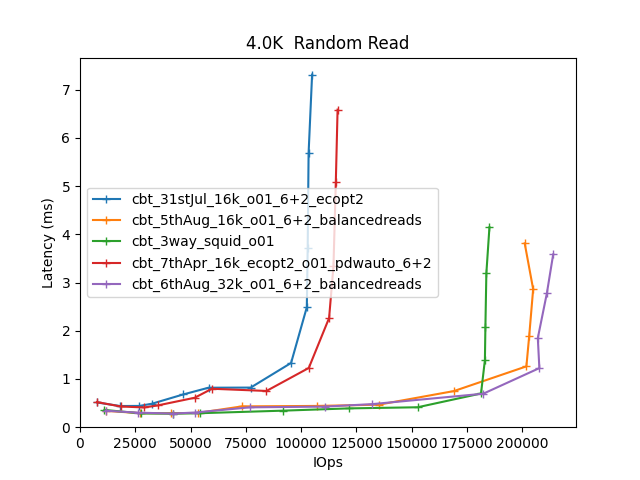 4.0K  Random Read
Latency (ms)
7
6
5
4
3
2
1
0
cbt_31stJul_16k_o01_6+2_ecopt2
cbt_5thAug_16k_o01_6+2_balancedreads
cbt_3way_squid_o01
cbt_7thApr_16k_ecopt2_o01_pdwauto_6+2
cbt_6thAug_32k_o01_6+2_balancedreads
0 25000 50000 75000 100000 125000 150000 175000 200000
IOps